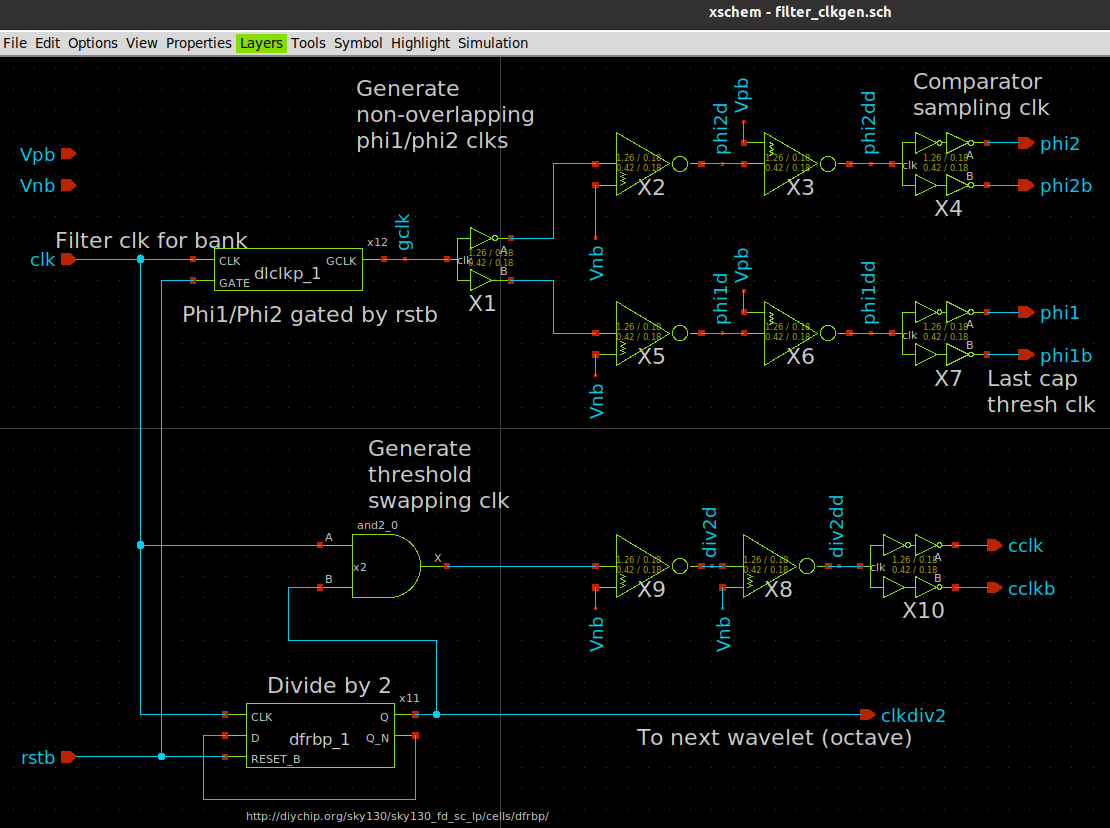 xschem - filter_clkgen.sch
File Edit Options View Properties Layers Tools Symbol Highlight Simulation
Generate
non-overlapping
phi1/phi2 clks
Comparator
sampling clk
Vpb
Vnb
phi2d
Vpb
phi2dd
1.26 / 0.18
0.42 / 0.18
X2
1.26 / 0.18
0.42 / 0.18
X3
clk
1.26 / 0.18
0.42 / 0.18
A
B
X4
phi2
phi2b
Vnb
Filter clk for bank
clk
CLK
GATE
dlclkp_1
GCLK
x12
gclk
Phi1/Phi2 gated by rstb
clk
1.26 / 0.18
0.42 / 0.18
A
B
X1
phi1d
Vpb
phi1dd
1.26 / 0.18
0.42 / 0.18
X5
1.26 / 0.18
0.42 / 0.18
X6
clk
1.26 / 0.18
0.42 / 0.18
A
B
X7
phi1
phi1b
Vnb
Last cap
thresh clk
Generate
threshold
swapping clk
and2_0
A
B
x2
X
div2d
div2dd
1.26 / 0.18
0.42 / 0.18
X9
1.26 / 0.18
0.42 / 0.18
X8
clk
1.26 / 0.18
0.42 / 0.18
A
B
X10
cclk
cclkb
Vnb
Vnb
Divide by 2
x11
CLK
D
RESET_B
dfrbp_1
Q
Q_N
clkdiv2
To next wavelet (octave)
rstb
http://diychip.org/sky130/sky130_fd_sc_lp/cells/dfrbp/